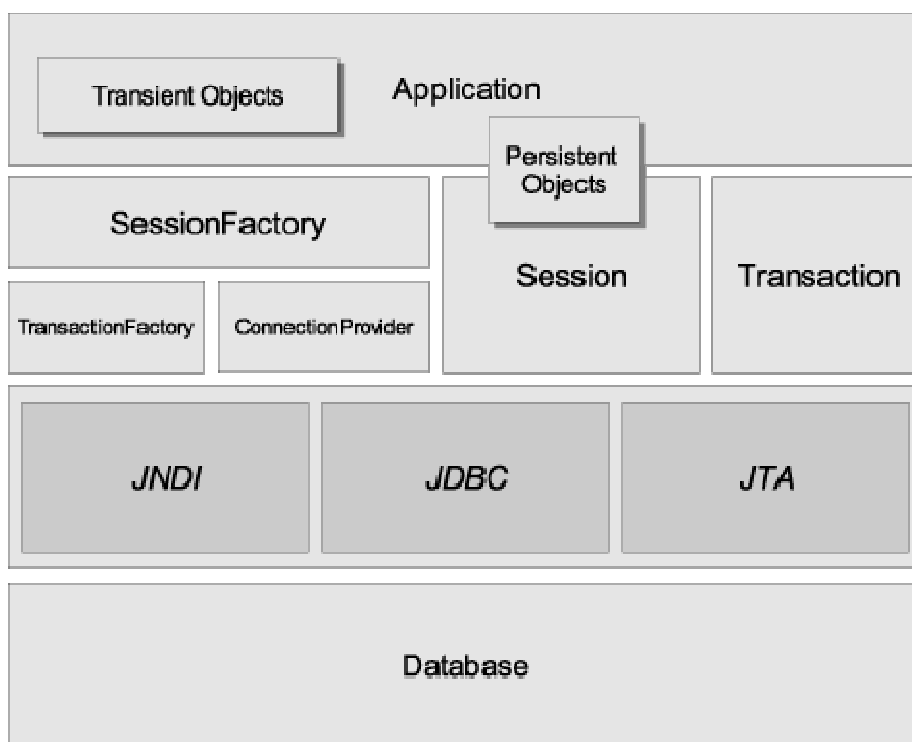 Transient Objects
Application
Persistent
Objects
SessionFactory
Session
Transaction
TransactionFactory
ConnectionProvider
JNDI
JDBC
JTA
Database